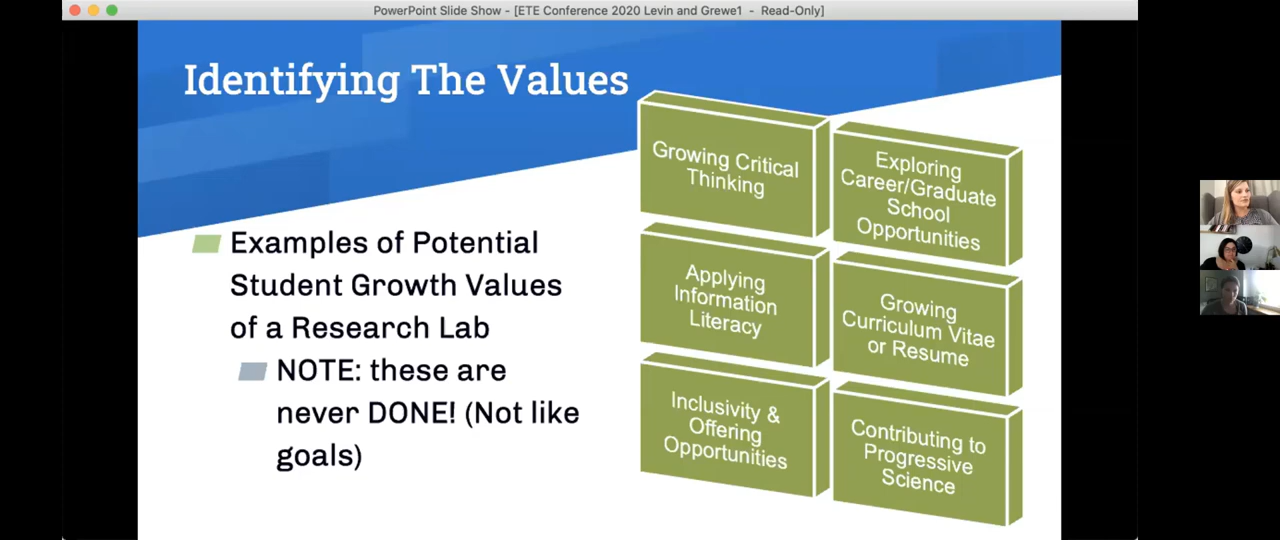 PowerPoint Slide Show - [ETE Conference 2020 Levin and Grewe1 - Read-Only]
Identifying The Values
Examples of Potential
Student Growth Values
of a Research Lab
NOTE: these are
never DONE! (Not like
goals)
Growing Critical
Thinking
Exploring
Career/Graduate
School
Opportunities
Applying
Information
Literacy
Growing
Curriculum Vitae
or Resume
Inclusivity &
Offering
Opportunities
Contributing to
Progressive
Science